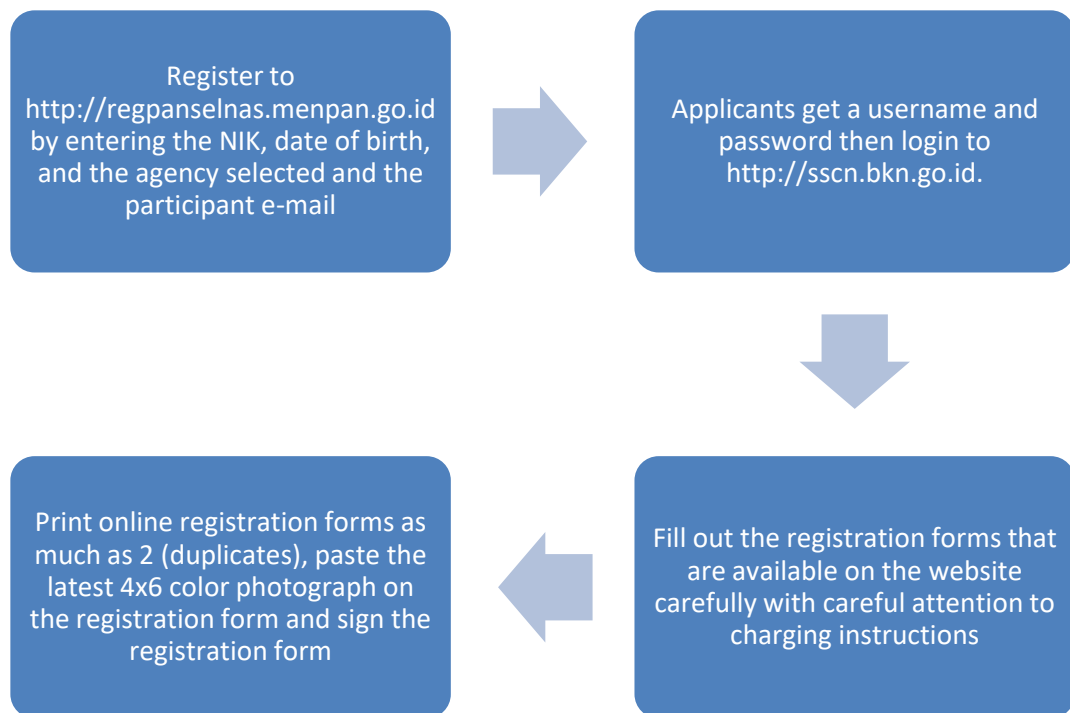 Register to
http://regpanselnas.menpan.go.id
by entering the NIK, date of birth,
and the agency selected and the
participant e-mail
Applicants get a username and
password then login to
http://sscn.bkn.go.id.
Fill out the registration forms that
are available on the website
carefully with careful attention to
charging instructions
Print online registration forms as
much as 2 (duplicates), paste the
latest 4x6 color photograph on
the registration form and sign the
registration form